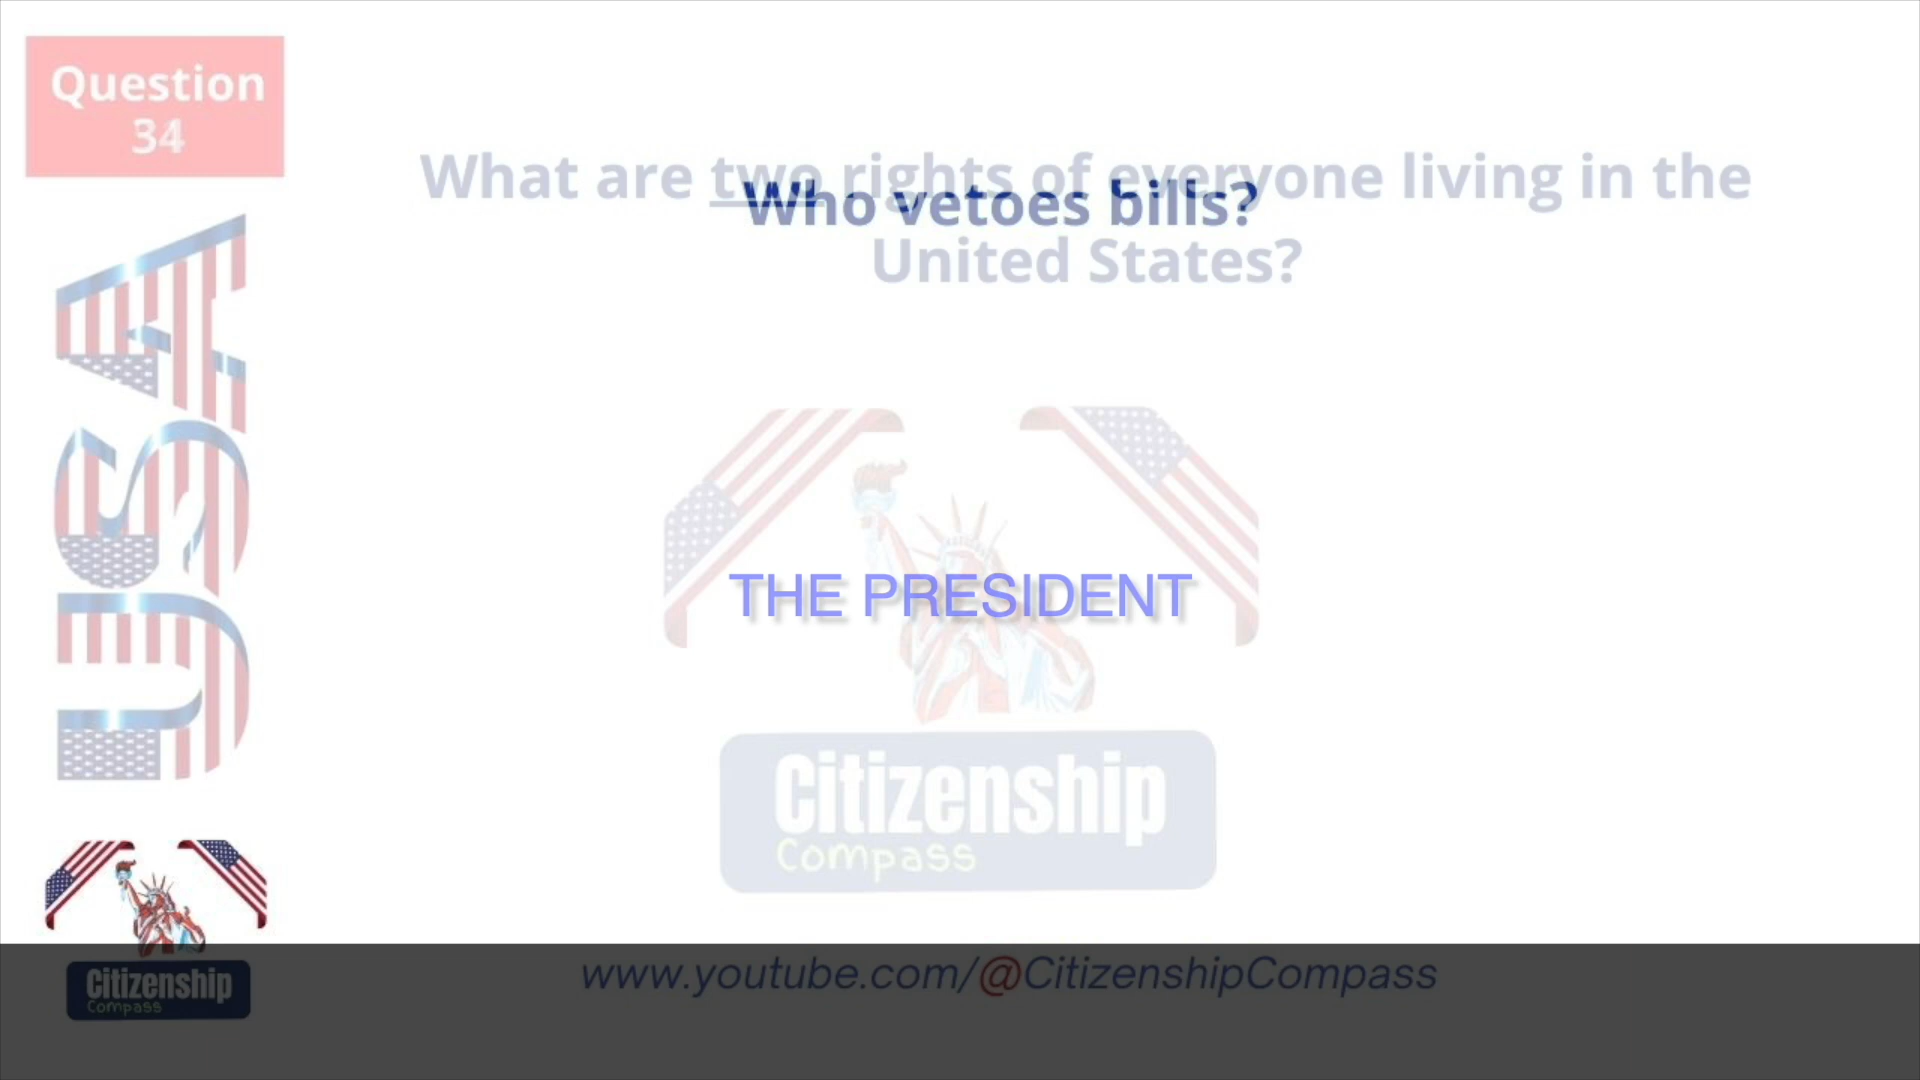 Question
34
What are two rights of everyone living in the
Who vetoes bills?
United States?
THE PRESIDENT
Citizenship
Compass
www.youtube.com/@CitizenshipCompass
Citizenship
Compass